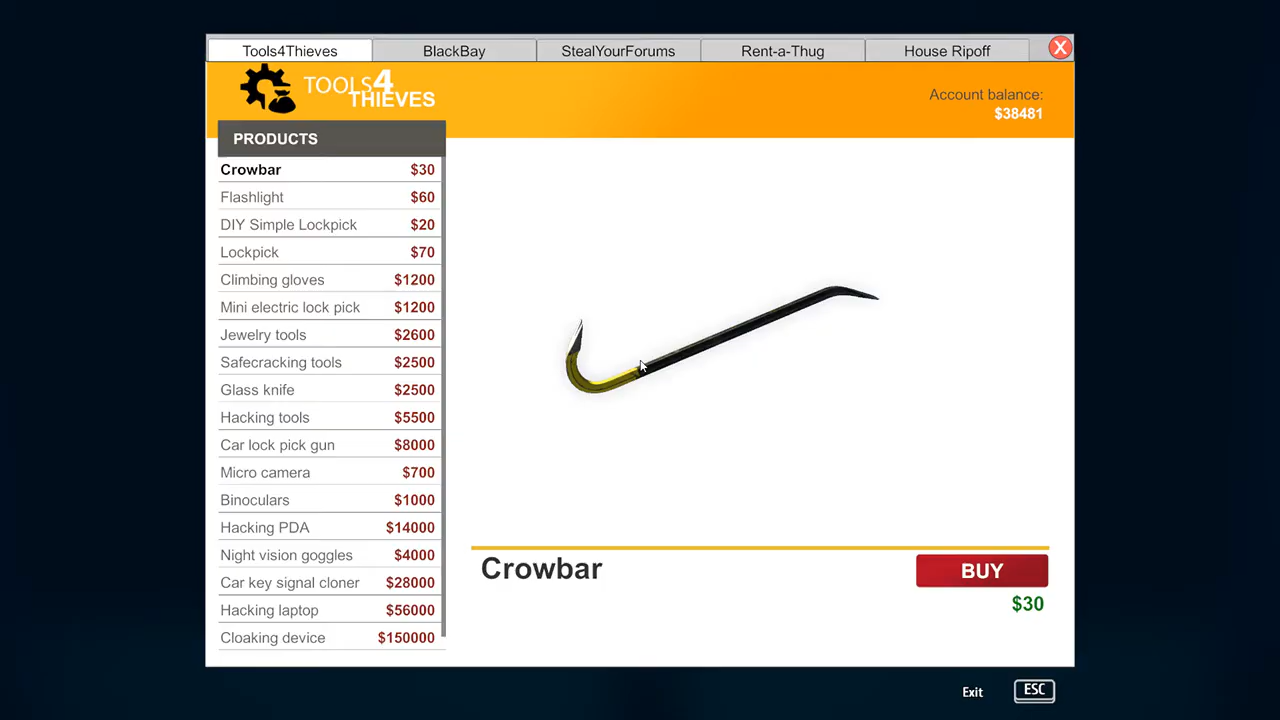 Tools4Thieves BlackBay StealYourForums Rent-a-Thug House Ripoff X
TOOLS4
THIEVES
Account balance:
$38481
PRODUCTS
Crowbar $30
Flashlight $60
DIY Simple Lockpick $20
Lockpick $70
Climbing gloves $1200
Mini electric lock pick $1200
Jewelry tools $2600
Safecracking tools $2500
Glass knife $2500
Hacking tools $5500
Car lock pick gun $8000
Micro camera $700
Binoculars $1000
Hacking PDA $14000
Night vision goggles $4000
Car key signal cloner $28000
Hacking laptop $56000
Cloaking device $150000
Crowbar
BUY
$30
Exit ESC